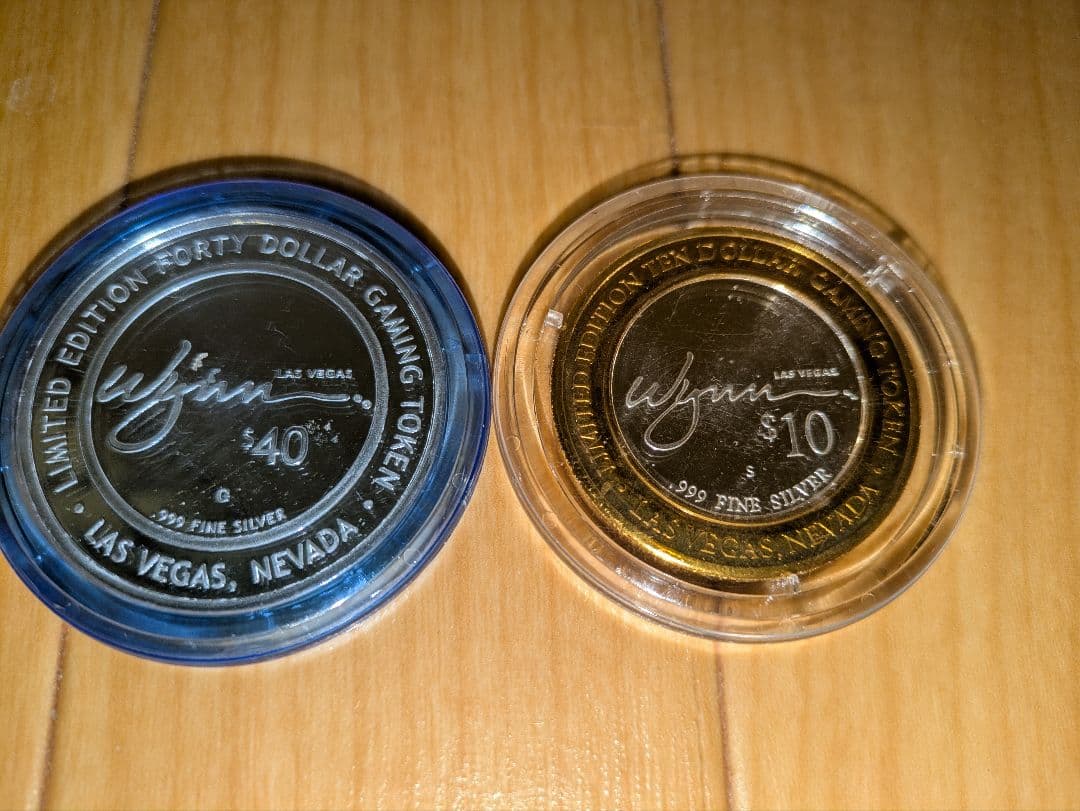 LIMITED EDITION FORTY DOLLAR GAMING TOKEN
Wynn LAS VEGAS
$40
G
.999 FINE SILVER
• LAS VEGAS, NEVADA •
LIMITED EDITION TEN DOLLAR GAMING TOKEN
Wynn LAS VEGAS
$10
S
.999 FINE SILVER
• LAS VEGAS, NEVADA •